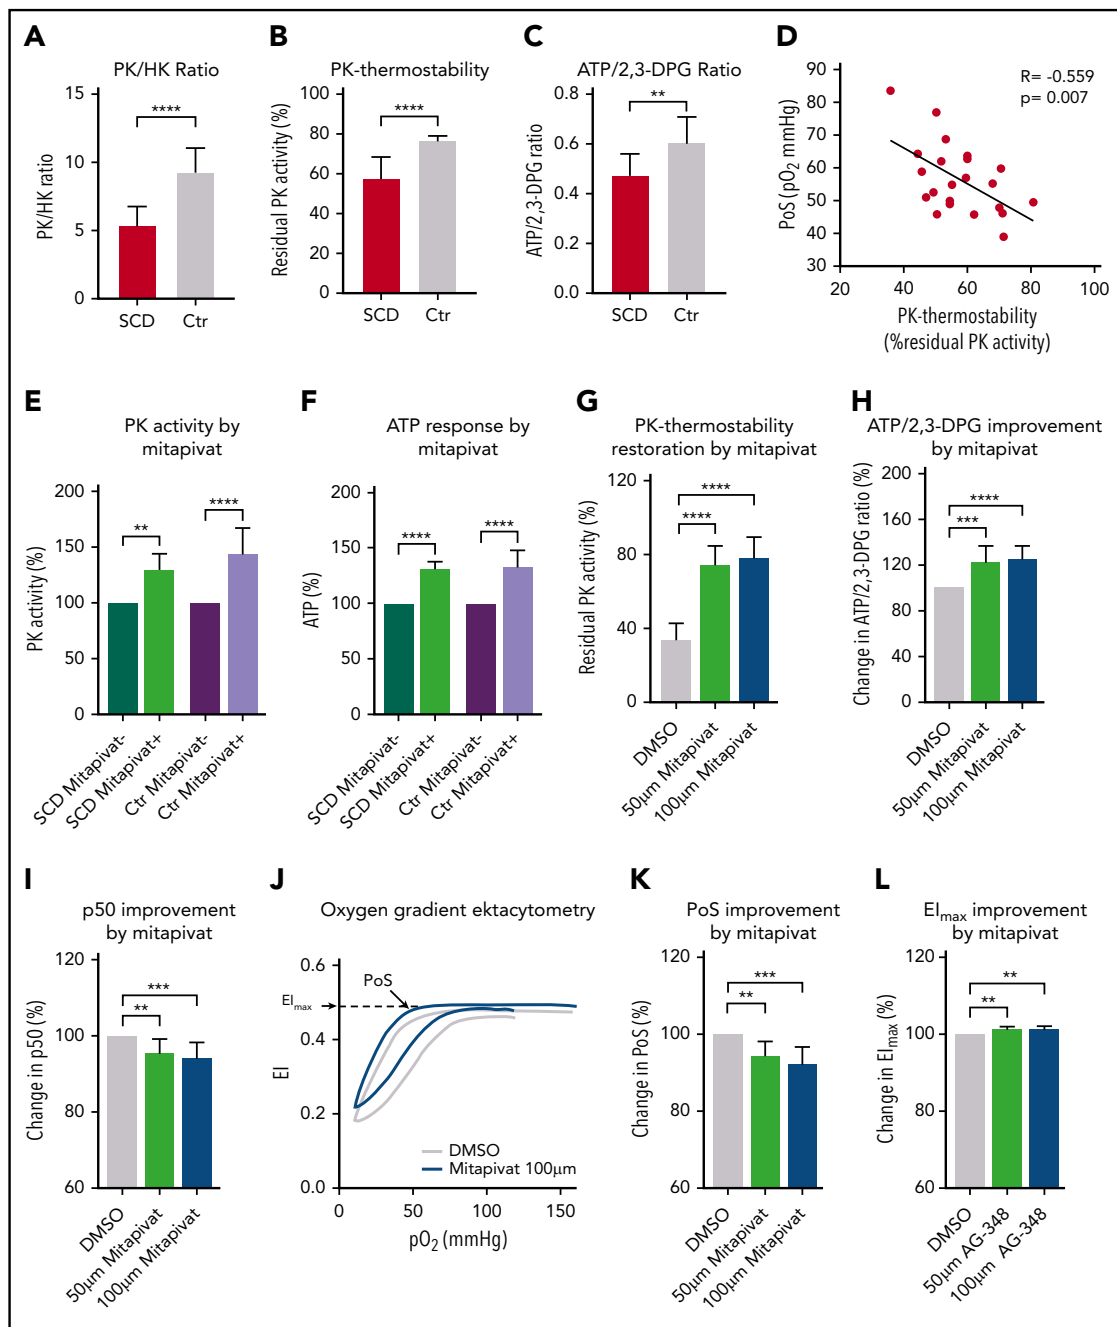 A
PK/HK Ratio
PK/HK ratio
15
10
5
0
****
SCD
Ctr
B
PK-thermostability
Residual PK activity (%)
100
80
60
40
20
0
****
SCD
Ctr
C
ATP/2,3-DPG Ratio
ATP/2,3-DPG ratio
0.8
0.6
0.4
0.2
0.0
**
SCD
Ctr
D
R= -0.559
p= 0.007
PoS (pO2 mmHg)
90
80
70
60
50
40
30
20
40
60
80
100
PK-thermostability
(%residual PK activity)
E
PK activity by
mitapivat
PK activity (%)
200
150
100
50
0
**
****
SCD Mitapivat-
SCD Mitapivat+
Ctr Mitapivat-
Ctr Mitapivat+
F
ATP response by
mitapivat
ATP (%)
200
150
100
50
0
****
****
SCD Mitapivat-
SCD Mitapivat+
Ctr Mitapivat-
Ctr Mitapivat+
G
PK-thermostability
restoration by mitapivat
Residual PK activity (%)
120
80
40
0
****
****
DMSO
50μm Mitapivat
100μm Mitapivat
H
ATP/2,3-DPG improvement
by mitapivat
Change in ATP/2,3-DPG ratio (%)
200
160
120
80
40
0
****
***
DMSO
50μm Mitapivat
100μm Mitapivat
I
p50 improvement
by mitapivat
Change in p50 (%)
120
100
80
60
***
**
DMSO
50μm Mitapivat
100μm Mitapivat
J
Oxygen gradient ektacytometry
EI
0.6
0.4
0.2
0.0
EImax
PoS
DMSO
Mitapivat 100μm
0
50
100
150
pO2 (mmHg)
K
PoS improvement
by mitapivat
Change in PoS (%)
120
100
80
60
***
**
DMSO
50μm Mitapivat
100μm Mitapivat
L
EImax improvement
by mitapivat
Change in EImax (%)
120
100
80
60
**
**
DMSO
50μm AG-348
100μm AG-348